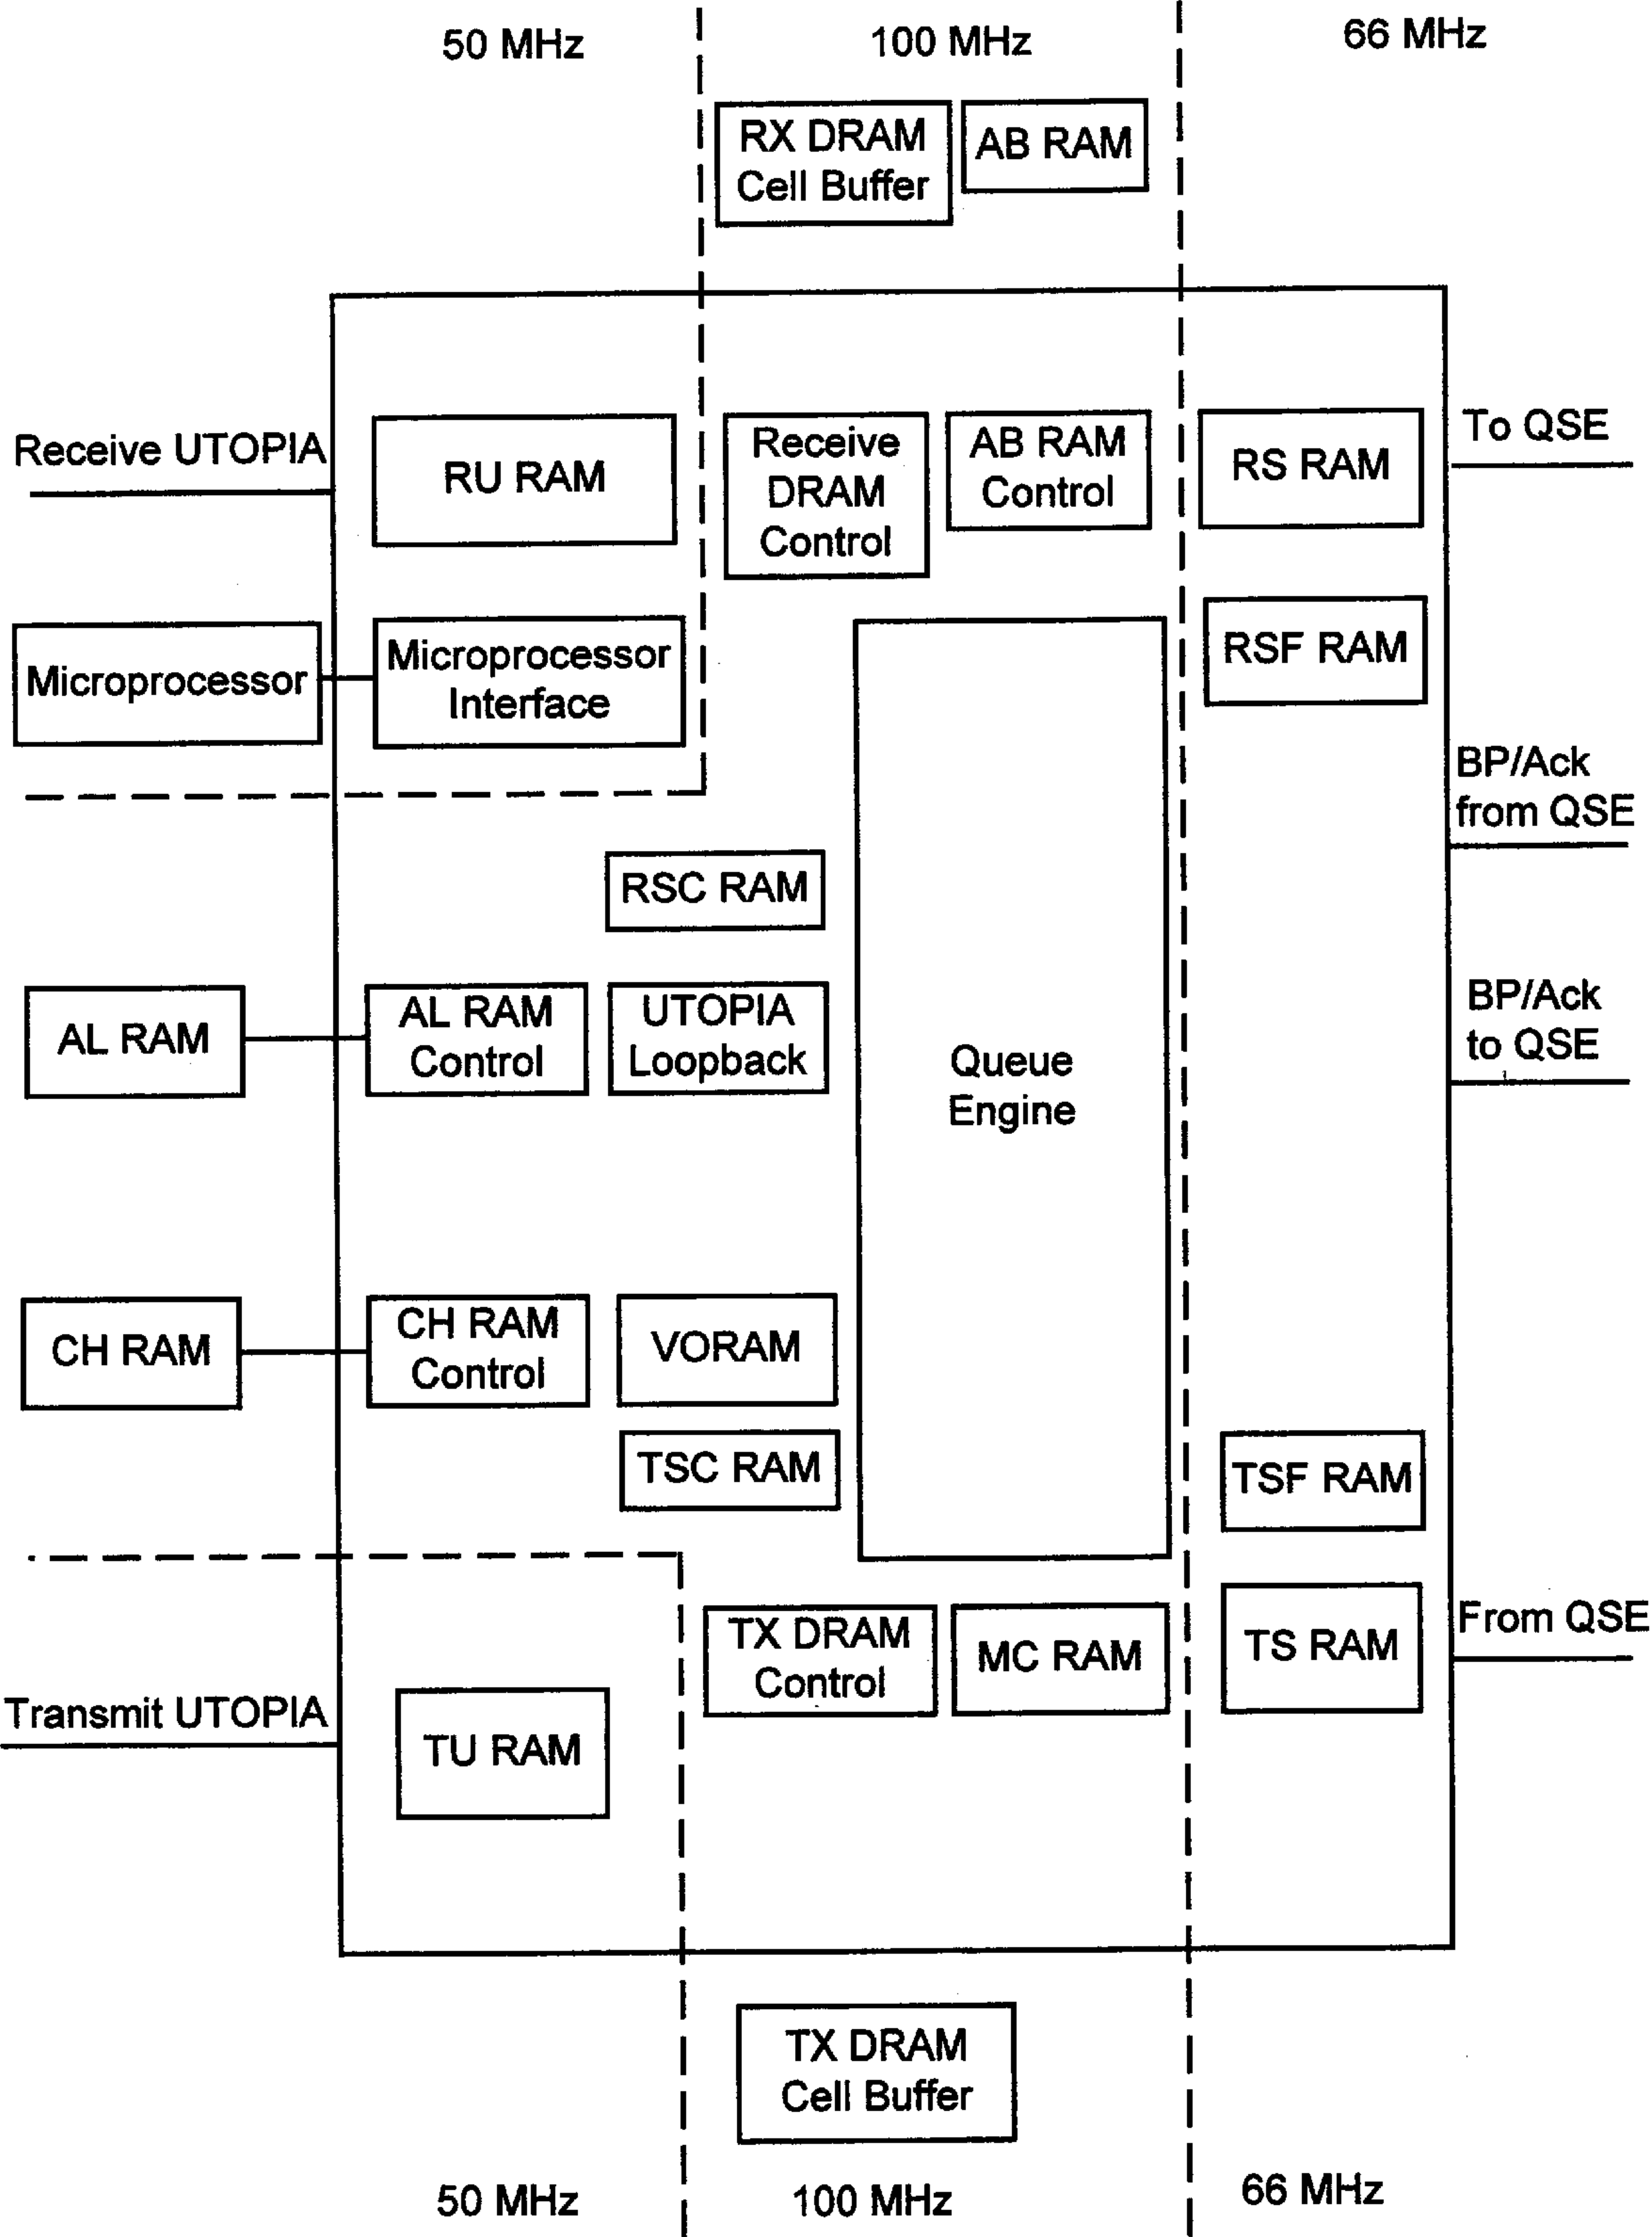 50 MHz
100 MHz
66 MHz
RX DRAM
Cell Buffer
AB RAM
Receive UTOPIA
RU RAM
Receive
DRAM
Control
AB RAM
Control
RS RAM
To QSE
Microprocessor
Microprocessor
Interface
RSF RAM
BP/Ack
from QSE
RSC RAM
AL RAM
AL RAM
Control
UTOPIA
Loopback
Queue
Engine
BP/Ack
to QSE
CH RAM
CH RAM
Control
VORAM
TSC RAM
TSF RAM
Transmit UTOPIA
TU RAM
TX DRAM
Control
MC RAM
TS RAM
From QSE
TX DRAM
Cell Buffer
50 MHz
100 MHz
66 MHz